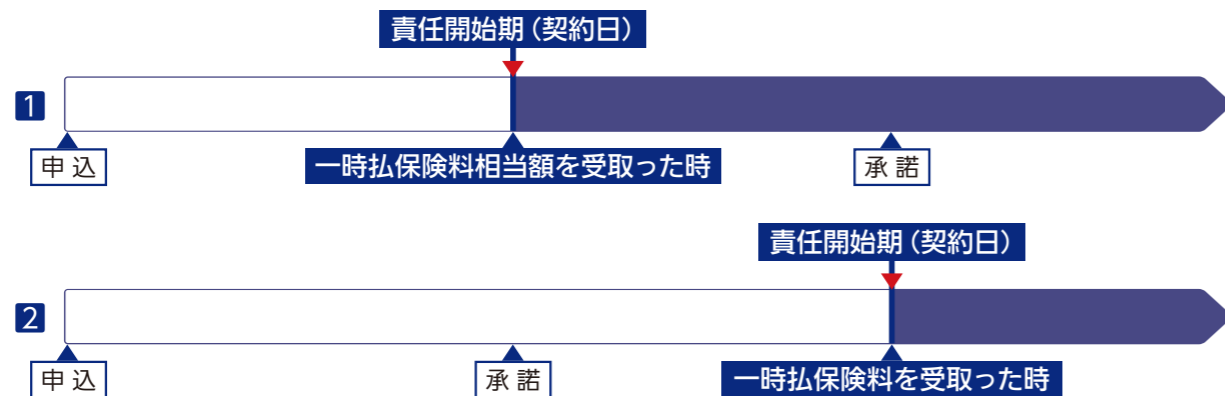 責任開始期（契約日）
1
申込
一時払保険料相当額を受取った時
承諾
責任開始期（契約日）
2
申込
承諾
一時払保険料を受取った時